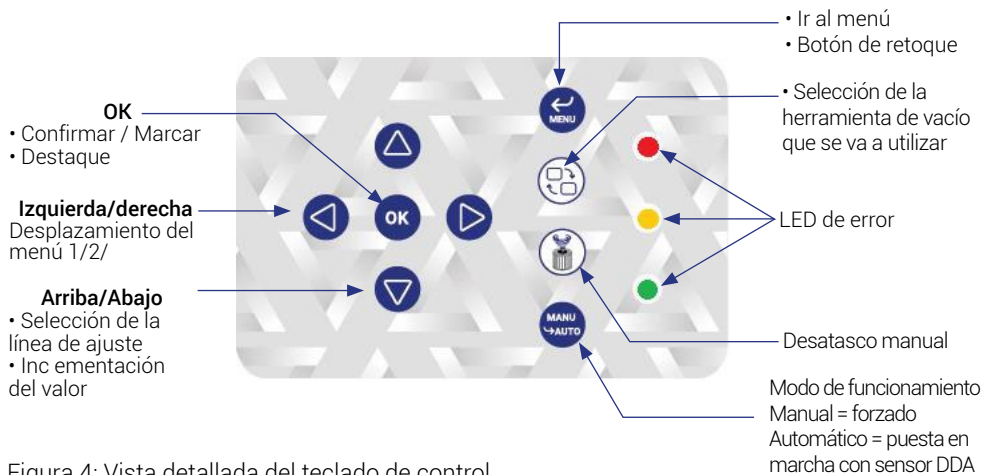 • Ir al menú
• Botón de retoque
• Selección de la
herramienta de vacío
que se va a utilizar
OK
• Confirmar / Marcar
• Destaque
Izquierda/derecha
Desplazamiento del
menú 1/2/
Arriba/Abajo
• Selección de la
línea de ajuste
• Inc ementación
del valor
MENU
OK
MANU
AUTO
LED de error
Desatasco manual
Modo de funcionamiento
Manual = forzado
Automático = puesta en
marcha con sensor DDA
Figura 4: Vista detallada del teclado de control